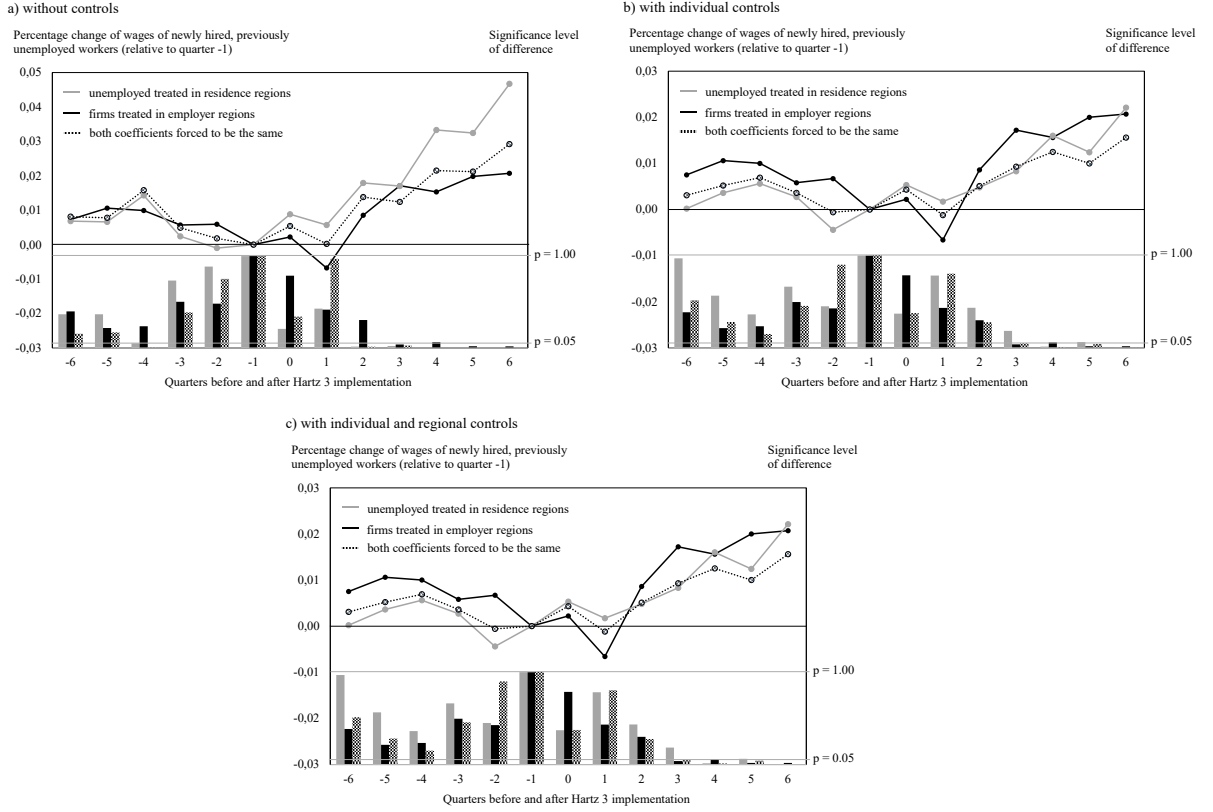 a) without controls
Percentage change of wages of newly hired, previously
unemployed workers (relative to quarter -1)
Significance level
of difference
0,05
0,04
0,03
0,02
0,01
0,00
-0,01
-0,02
-0,03
unemployed treated in residence regions
firms treated in employer regions
both coefficients forced to be the same
p = 1.00
p = 0.05
-6 -5 -4 -3 -2 -1 0 1 2 3 4 5 6
Quarters before and after Hartz 3 implementation
b) with individual controls
Percentage change of wages of newly hired, previously
unemployed workers (relative to quarter -1)
Significance level
of difference
0,03
0,02
0,01
0,00
-0,01
-0,02
-0,03
unemployed treated in residence regions
firms treated in employer regions
both coefficients forced to be the same
p = 1.00
p = 0.05
-6 -5 -4 -3 -2 -1 0 1 2 3 4 5 6
Quarters before and after Hartz 3 implementation
c) with individual and regional controls
Percentage change of wages of newly hired, previously
unemployed workers (relative to quarter -1)
Significance level
of difference
0,03
0,02
0,01
0,00
-0,01
-0,02
-0,03
unemployed treated in residence regions
firms treated in employer regions
both coefficients forced to be the same
p = 1.00
p = 0.05
-6 -5 -4 -3 -2 -1 0 1 2 3 4 5 6
Quarters before and after Hartz 3 implementation